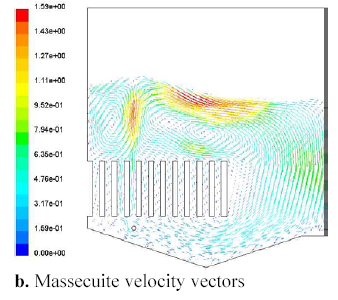 1.59e+00
1.43e+00
1.27e+00
1.11e+00
9.52e-01
7.94e-01
6.35e-01
4.76e-01
3.17e-01
1.59e-01
0.00e+00
b. Massecuite velocity vectors